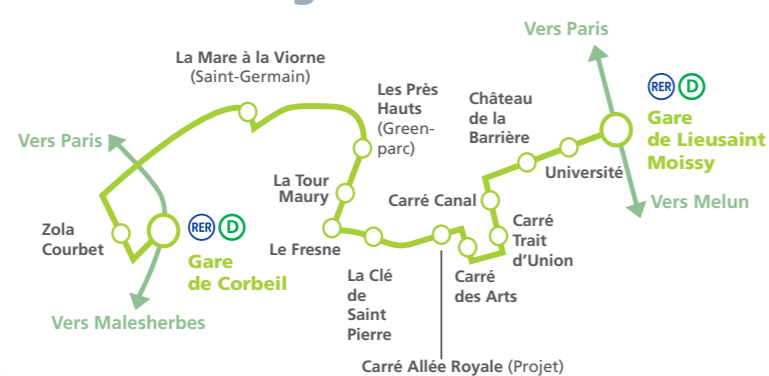 Vers Paris
La Mare à la Viorne
(Saint-Germain)
Les Près
Hauts
(Green-
parc)
Château
de la
Barrière
RER D
Gare
de Lieusaint
Moissy
Vers Paris
Université
La Tour
Maury
Carré Canal
Vers Melun
Zola
Courbet
RER D
Gare
de Corbeil
Le Fresne
Carré
Trait
d'Union
La Clé
de
Saint
Pierre
Carré
des Arts
Vers Malesherbes
Carré Allée Royale (Projet)